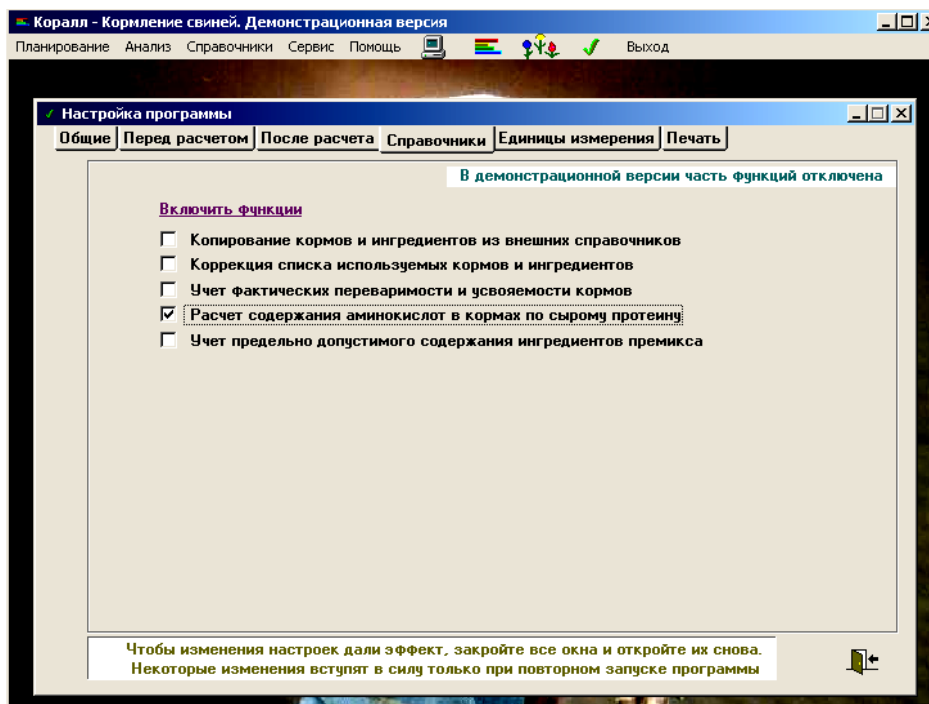 Коралл - Кормление свиней. Демонстрационная версия
Планирование Анализ Справочники Сервис Помощь Выход
Настройка программы
Общие Перед расчетом После расчета Справочники Единицы измерения Печать
В демонстрационной версии часть функций отключена
Включить функции
Копирование кормов и ингредиентов из внешних справочников
Коррекция списка используемых кормов и ингредиентов
Учет фактических переваримости и усвояемости кормов
Расчет содержания аминокислот в кормах по сырому протеину
Учет предельно допустимого содержания ингредиентов премикса
Чтобы изменения настроек дали эффект, закройте все окна и откройте их снова.
Некоторые изменения вступят в силу только при повторном запуске программы